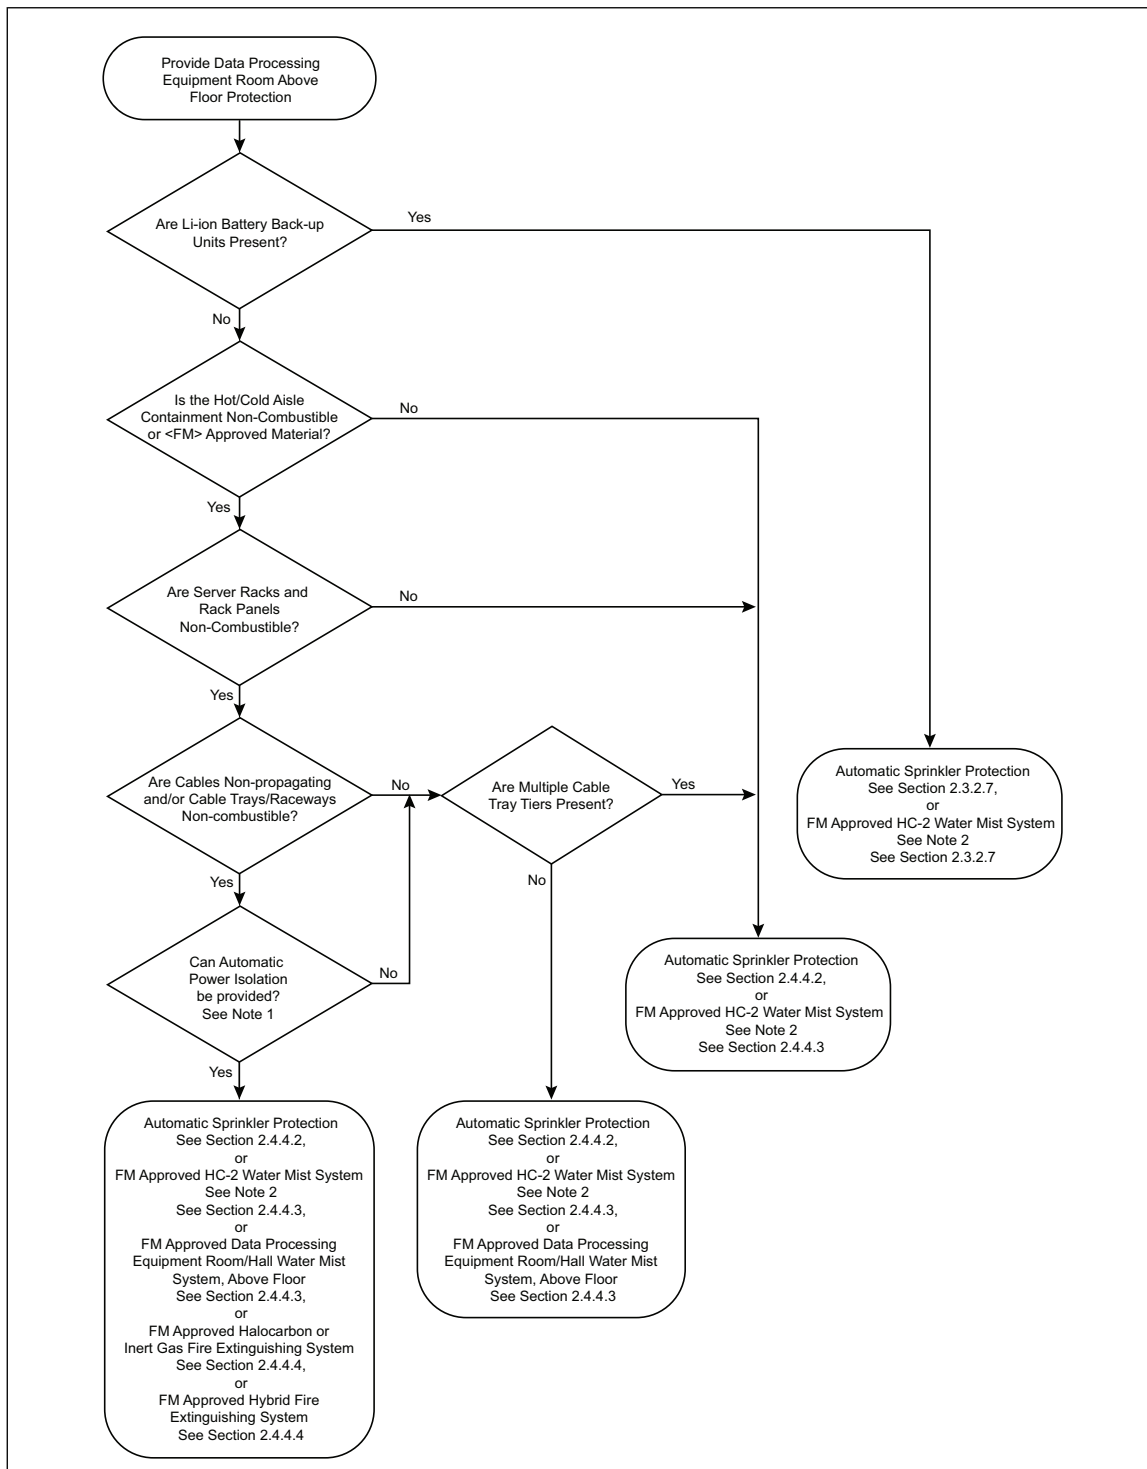 Provide Data Processing
Equipment Room Above
Floor Protection
Are Li-ion Battery Back-up
Units Present?
Yes
No
Is the Hot/Cold Aisle
Containment Non-Combustible
or <FM> Approved Material?
No
Yes
Are Server Racks and
Rack Panels
Non-Combustible?
No
Yes
Are Cables Non-propagating
and/or Cable Trays/Raceways
Non-combustible?
No
Are Multiple Cable
Tray Tiers Present?
Yes
Automatic Sprinkler Protection
See Section 2.3.2.7,
or
FM Approved HC-2 Water Mist System
See Note 2
See Section 2.3.2.7
Yes
No
Can Automatic
Power Isolation
be provided?
See Note 1
No
Automatic Sprinkler Protection
See Section 2.4.4.2,
or
FM Approved HC-2 Water Mist System
See Note 2
See Section 2.4.4.3
Yes
Automatic Sprinkler Protection
See Section 2.4.4.2,
or
FM Approved HC-2 Water Mist System
See Note 2
See Section 2.4.4.3,
or
FM Approved Data Processing
Equipment Room/Hall Water Mist
System, Above Floor
See Section 2.4.4.3,
or
FM Approved Halocarbon or
Inert Gas Fire Extinguishing System
See Section 2.4.4.4,
or
FM Approved Hybrid Fire
Extinguishing System
See Section 2.4.4.4
Automatic Sprinkler Protection
See Section 2.4.4.2,
or
FM Approved HC-2 Water Mist System
See Note 2
See Section 2.4.4.3,
or
FM Approved Data Processing
Equipment Room/Hall Water Mist
System, Above Floor
See Section 2.4.4.3